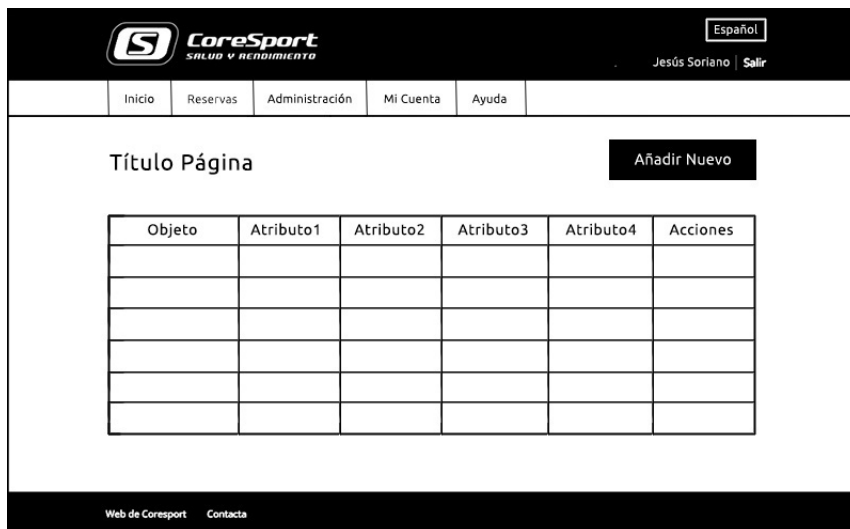 S CoreSport
SALUD Y RENDIMIENTO
Español
Jesús Soriano | Salir
Inicio Reservas Administración Mi Cuenta Ayuda
Título Página
Añadir Nuevo
Objeto Atributo1 Atributo2 Atributo3 Atributo4 Acciones
Web de Coresport Contacta